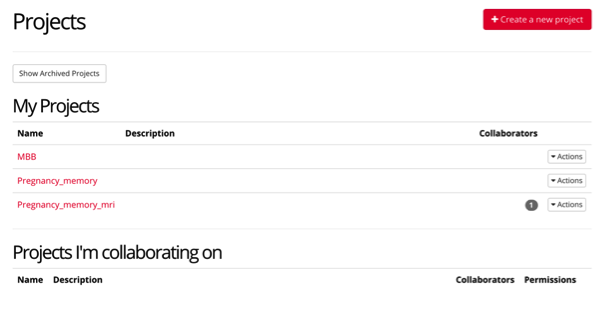 Projects
+ Create a new project
Show Archived Projects
My Projects
Name Description Collaborators
MBB Actions
Pregnancy_memory Actions
Pregnancy_memory_mri 1 Actions
Projects I'm collaborating on
Name Description Collaborators Permissions